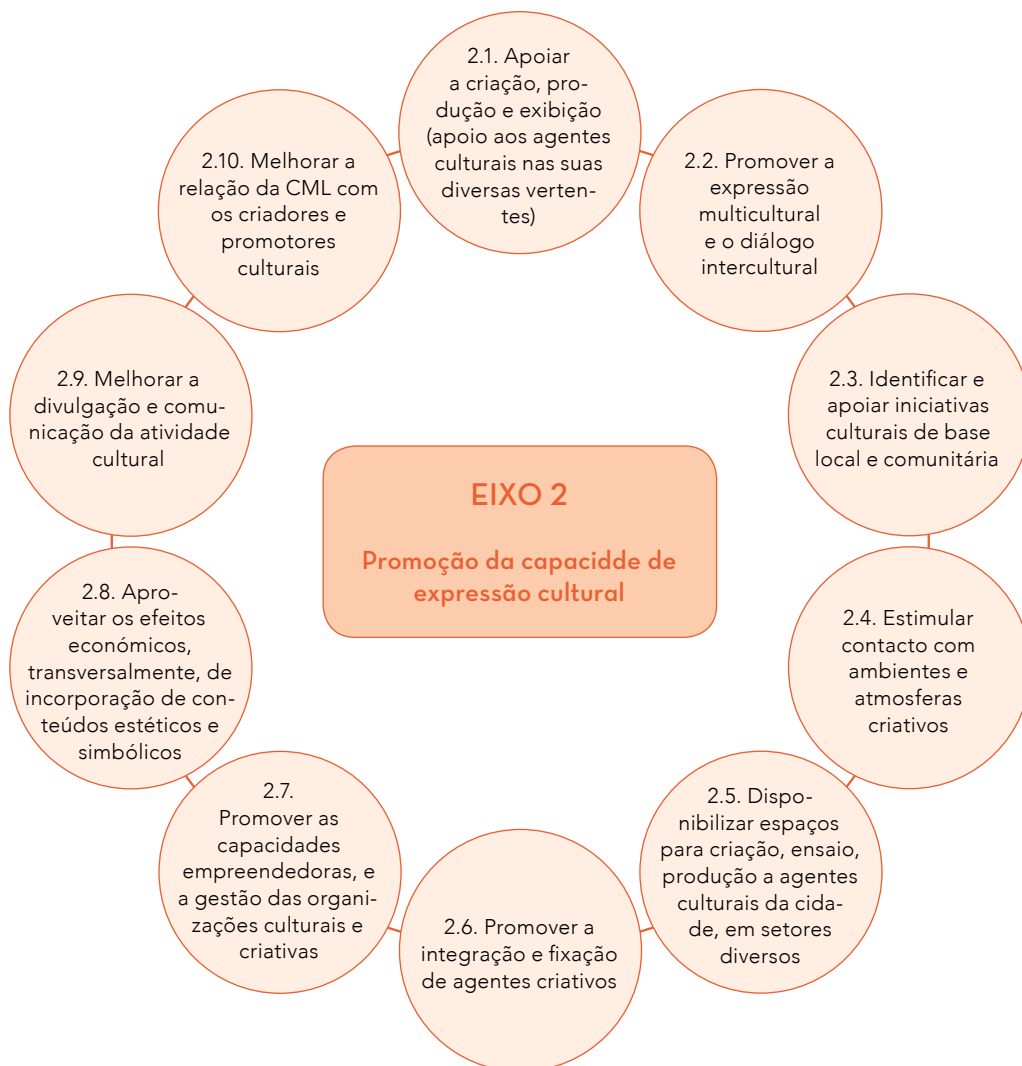 2.1. Apoiar
a criação, pro-
dução e exibição
(apoio aos agentes
culturais nas suas
diversas verten-
tes)
2.2. Promover a
expressão
multicultural
e o diálogo
intercultural
2.3. Identificar e
apoiar iniciativas
culturais de base
local e comunitária
2.4. Estimular
contacto com
ambientes e
atmosferas
criativos
2.5. Dispo-
nibilizar espaços
para criação, ensaio,
produção a agentes
culturais da cida-
de, em setores
diversos
2.6. Promover a
integração e fixação
de agentes criativos
2.7.
Promover as
capacidades
empreendedoras, e
a gestão das organi-
zações culturais e
criativas
2.8. Apro-
veitar os efeitos
económicos,
transversalmente, de
incorporação de con-
teúdos estéticos e
simbólicos
2.9. Melhorar a
divulgação e comu-
nicação da atividade
cultural
2.10. Melhorar a
relação da CML com
os criadores e
promotores
culturais
EIXO 2
Promoção da capacidde de
expressão cultural